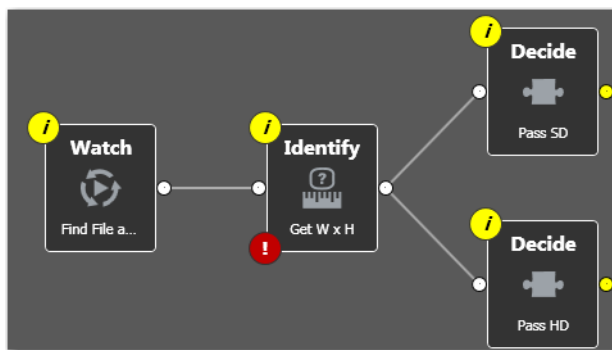 i
Decide
Pass SD
i
Watch
Find File a...
i
Identify
?
Get W x H
!
i
Decide
Pass HD